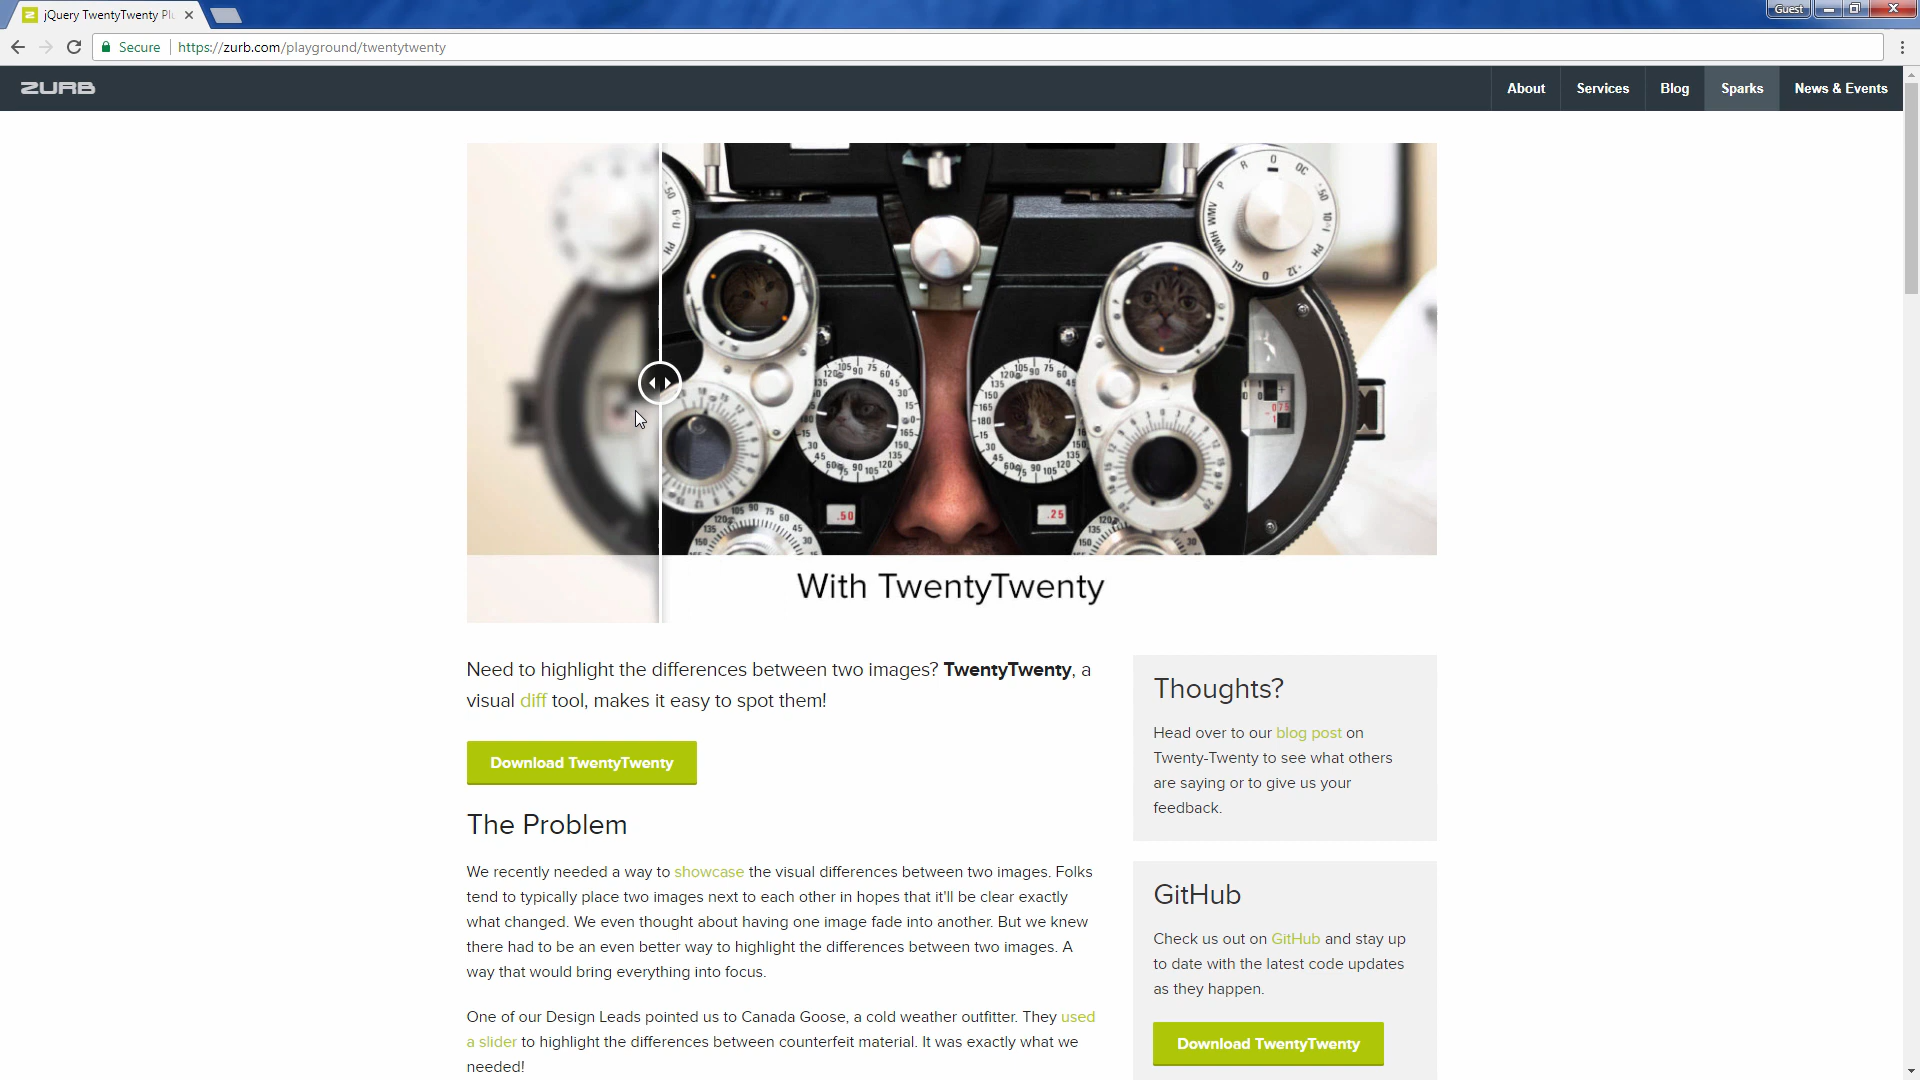 jQuery TwentyTwenty Pl
Guest
Secure
https://zurb.com/playground/twentytwenty
ZURB
About
Services
Blog
Sparks
News & Events
With TwentyTwenty
Need to highlight the differences between two images? TwentyTwenty, a
visual diff tool, makes it easy to spot them!
Download TwentyTwenty
The Problem
We recently needed a way to showcase the visual differences between two images. Folks
tend to typically place two images next to each other in hopes that it'll be clear exactly
what changed. We even thought about having one image fade into another. But we knew
there had to be an even better way to highlight the differences between two images. A
way that would bring everything into focus.
One of our Design Leads pointed us to Canada Goose, a cold weather outfitter. They used
a slider to highlight the differences between counterfeit material. It was exactly what we
needed!
Thoughts?
Head over to our blog post on
Twenty-Twenty to see what others
are saying or to give us your
feedback.
GitHub
Check us out on GitHub and stay up
to date with the latest code updates
as they happen.
Download TwentyTwenty